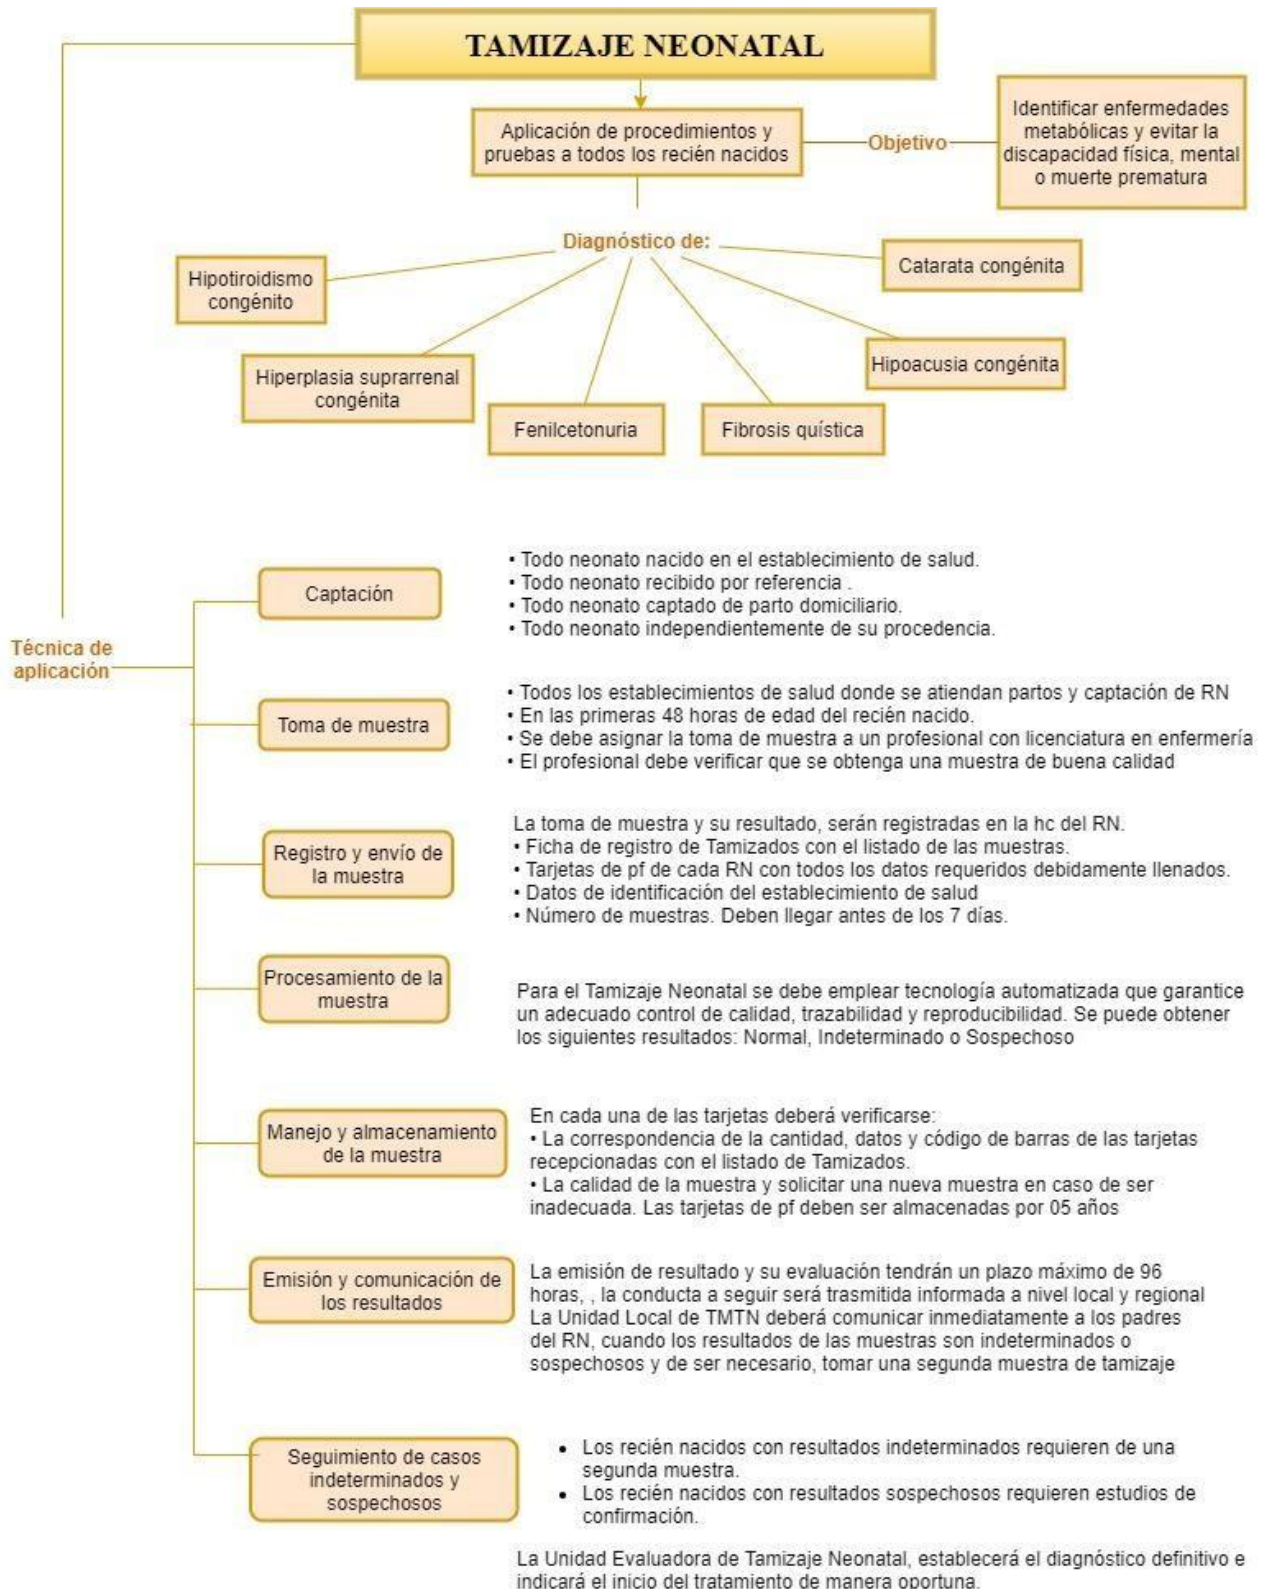 TAMIZAJE NEONATAL
Aplicación de procedimientos y
pruebas a todos los recién nacidos
Objetivo
Identificar enfermedades
metabólicas y evitar la
discapacidad física, mental
o muerte prematura
Diagnóstico de:
Hipotiroidismo
congénito
Hiperplasia suprarrenal
congénita
Fenilcetonuria
Fibrosis quística
Hipoacusia congénita
Catarata congénita
Técnica de
aplicación
Captación
• Todo neonato nacido en el establecimiento de salud.
• Todo neonato recibido por referencia .
• Todo neonato captado de parto domiciliario.
• Todo neonato independientemente de su procedencia.
Toma de muestra
• Todos los establecimientos de salud donde se atiendan partos y captación de RN
• En las primeras 48 horas de edad del recién nacido.
• Se debe asignar la toma de muestra a un profesional con licenciatura en enfermería
• El profesional debe verificar que se obtenga una muestra de buena calidad
Registro y envío de
la muestra
La toma de muestra y su resultado, serán registradas en la hc del RN.
• Ficha de registro de Tamizados con el listado de las muestras.
• Tarjetas de pf de cada RN con todos los datos requeridos debidamente llenados.
• Datos de identificación del establecimiento de salud
• Número de muestras. Deben llegar antes de los 7 días.
Procesamiento de la
muestra
Para el Tamizaje Neonatal se debe emplear tecnología automatizada que garantice
un adecuado control de calidad, trazabilidad y reproducibilidad. Se puede obtener
los siguientes resultados: Normal, Indeterminado o Sospechoso
Manejo y almacenamiento
de la muestra
En cada una de las tarjetas deberá verificarse:
• La correspondencia de la cantidad, datos y código de barras de las tarjetas
recepcionadas con el listado de Tamizados.
• La calidad de la muestra y solicitar una nueva muestra en caso de ser
inadecuada. Las tarjetas de pf deben ser almacenadas por 05 años
Emisión y comunicación de
los resultados
La emisión de resultado y su evaluación tendrán un plazo máximo de 96
horas, , la conducta a seguir será trasmitida informada a nivel local y regional
La Unidad Local de TMTN deberá comunicar inmediatamente a los padres
del RN, cuando los resultados de las muestras son indeterminados o
sospechosos y de ser necesario, tomar una segunda muestra de tamizaje
Seguimiento de casos
indeterminados y
sospechosos
• Los recién nacidos con resultados indeterminados requieren de una
segunda muestra.
• Los recién nacidos con resultados sospechosos requieren estudios de
confirmación.
La Unidad Evaluadora de Tamizaje Neonatal, establecerá el diagnóstico definitivo e
indicará el inicio del tratamiento de manera oportuna.